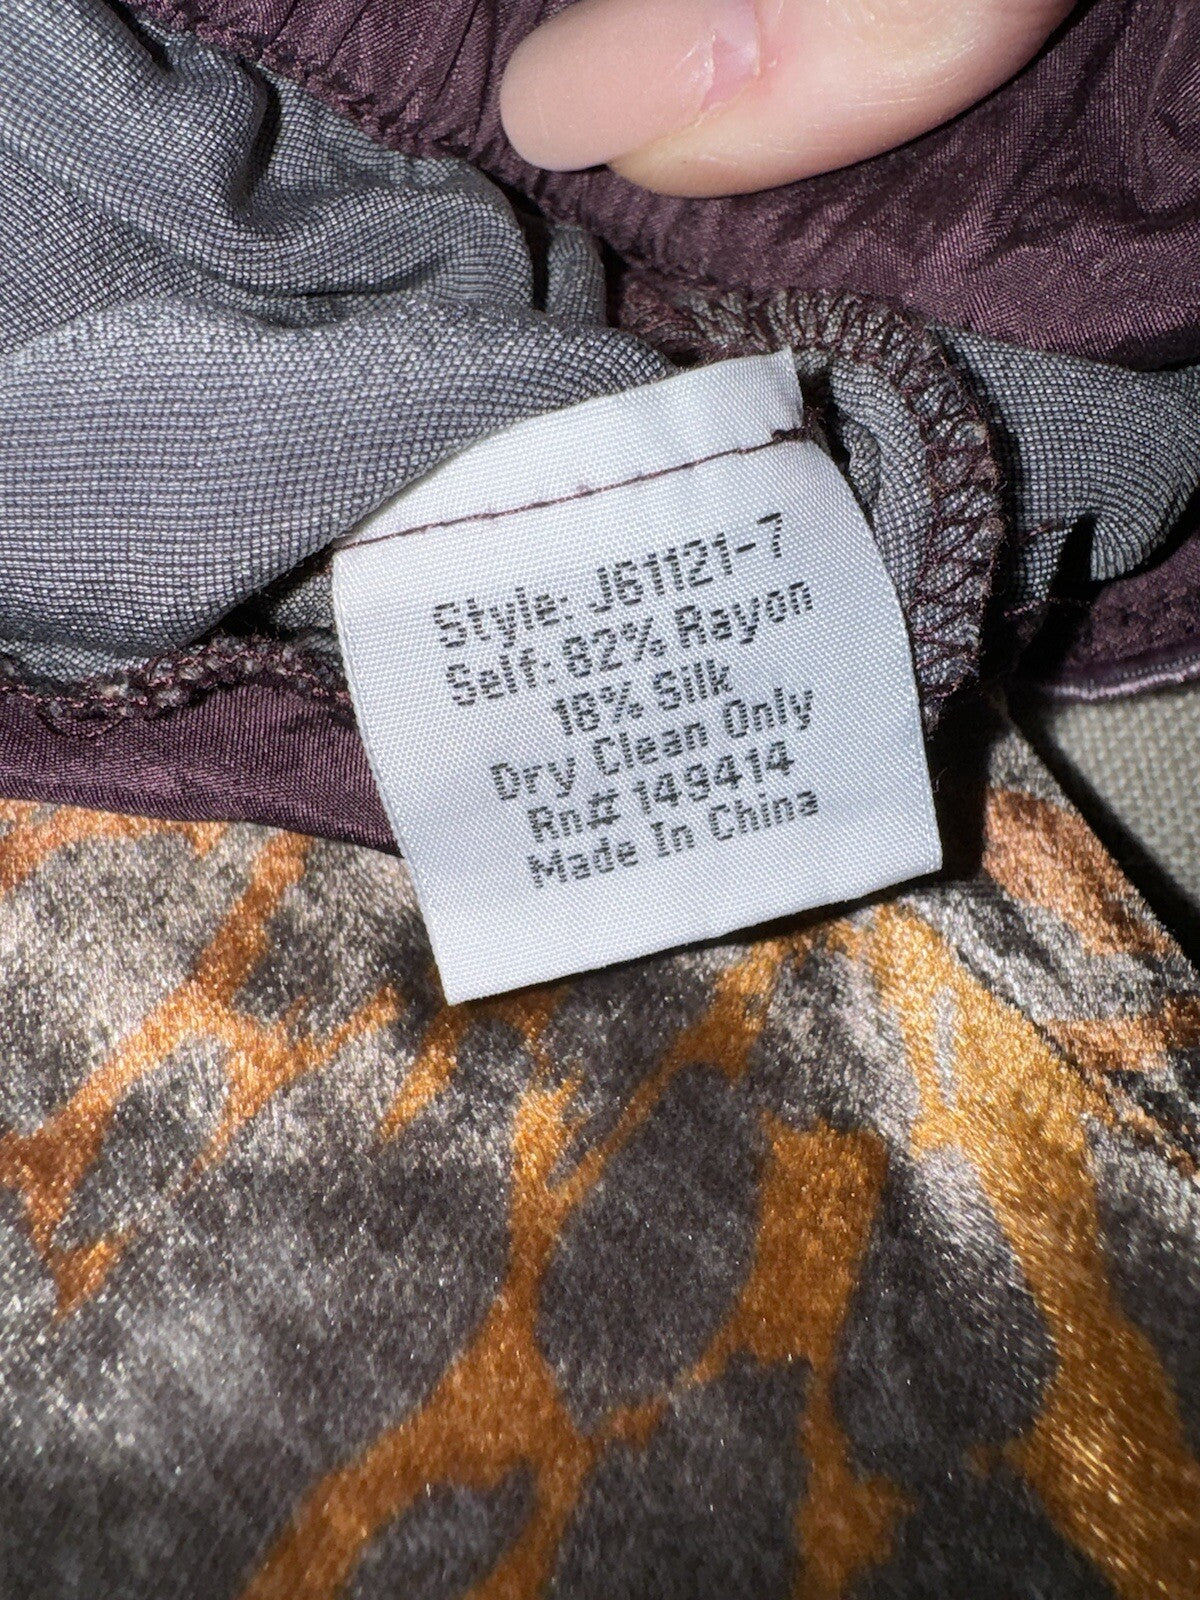 Style: J61121-7
Self: 82% Rayon
18% Silk
Dry Clean Only
Rn# 149414
Made In China